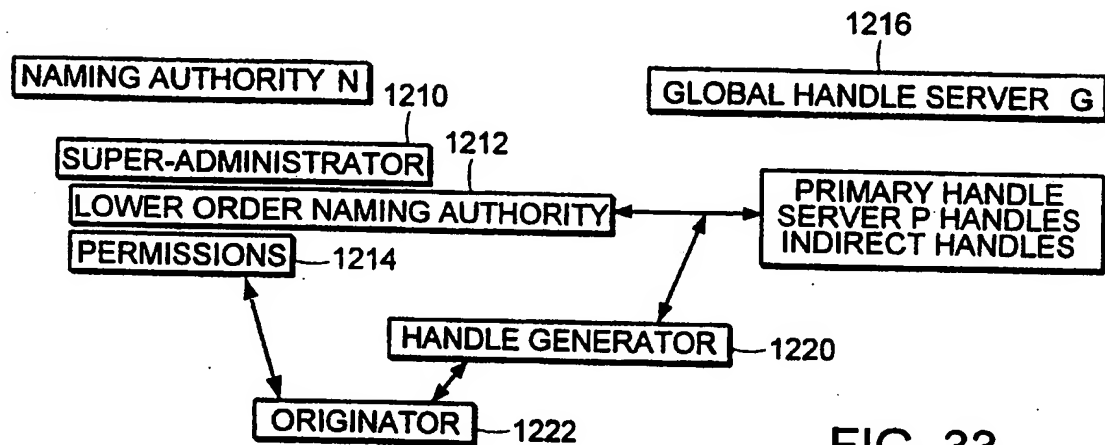 1216
NAMING AUTHORITY N
GLOBAL HANDLE SERVER G
1210
SUPER-ADMINISTRATOR
1212
LOWER ORDER NAMING AUTHORITY
PRIMARY HANDLE
SERVER P HANDLES
INDIRECT HANDLES
PERMISSIONS
1214
HANDLE GENERATOR
1220
ORIGINATOR
1222